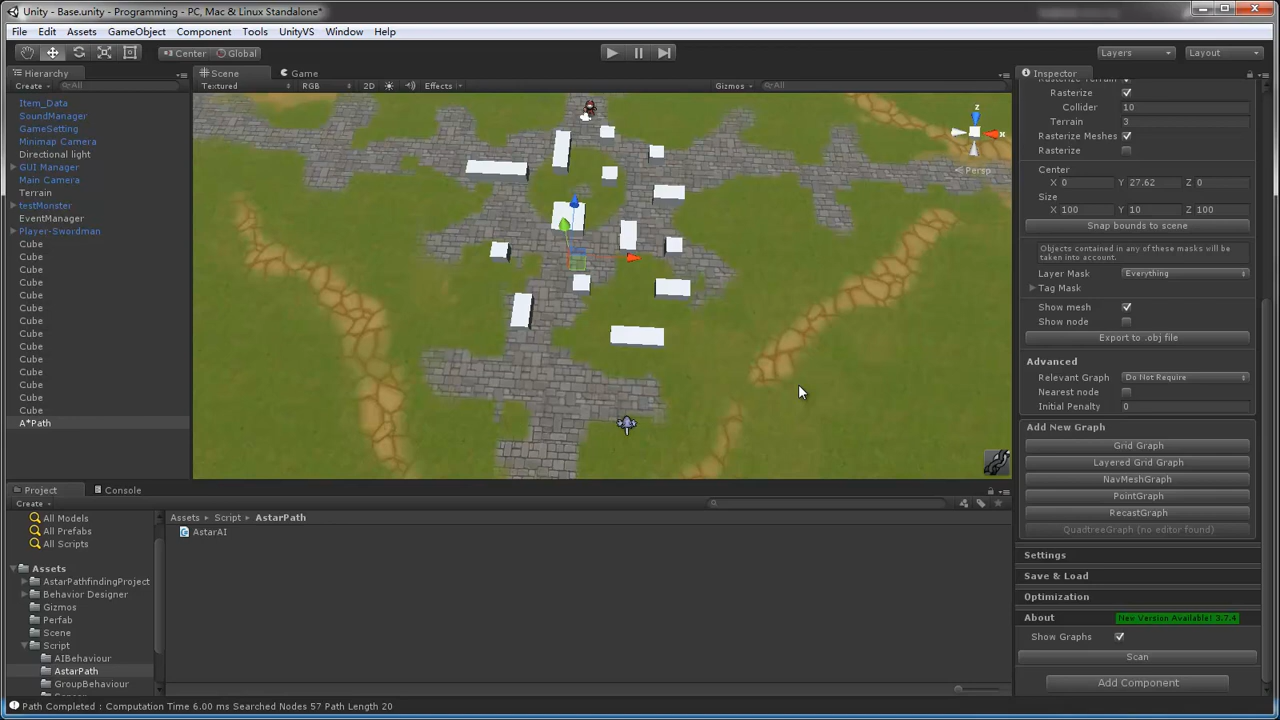 Unity - Base.unity - Programming - PC, Mac & Linux Standalone*
File Edit Assets GameObject Component Tools UnityVS Window Help
Center Global Layers Layout
Hierarchy
Create All
Item_Data
SoundManager
GameSetting
Minimap Camera
Directional light
GUI Manager
Main Camera
Terrain
testMonster
EventManager
Player-Swordman
Cube
Cube
Cube
Cube
Cube
Cube
Cube
Cube
Cube
Cube
Cube
Cube
Cube
Cube
A*Path
Scene Game
Textured RGB 2D Effects Gizmos All
z
x
Persp
Inspector
Rasterize
Collider 10
Terrain 3
Rasterize Meshes
Rasterize
Center
X 0 Y 27.62 Z 0
Size
X 100 Y 10 Z 100
Snap bounds to scene
Objects contained in any of these masks will be
taken into account.
Layer Mask Everything
Tag Mask
Show mesh
Show node
Export to .obj file
Advanced
Relevant Graph Do Not Require
Nearest node
Initial Penalty 0
Add New Graph
Grid Graph
Layered Grid Graph
NavMeshGraph
PointGraph
RecastGraph
QuadtreeGraph (no editor found)
Settings
Save & Load
Optimization
About New Version Available! 3.7.4
Show Graphs
Scan
Add Component
Project Console
Create
All Models
All Prefabs
All Scripts
Assets
AstarPathfindingProject
Behavior Designer
Gizmos
Perfab
Scene
Script
AIBehaviour
AstarPath
GroupBehaviour
Assets Script AstarPath
AstarAI
Path Completed : Computation Time 6.00 ms Searched Nodes 57 Path Length 20